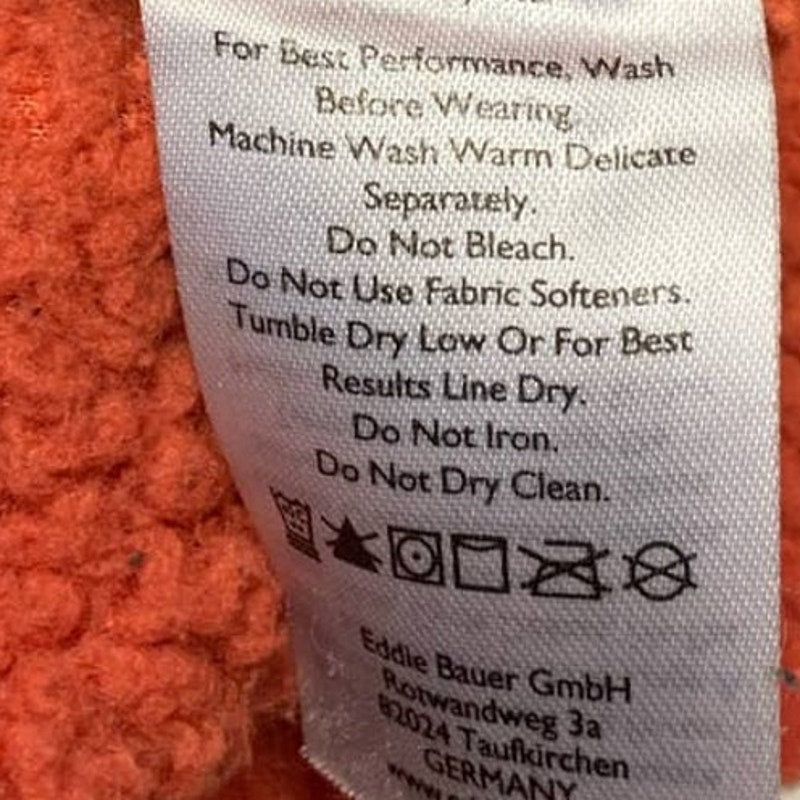 For Best Performance, Wash
Before Wearing.
Machine Wash Warm Delicate
Separately.
Do Not Bleach.
Do Not Use Fabric Softeners.
Tumble Dry Low Or For Best
Results Line Dry.
Do Not Iron.
Do Not Dry Clean.
Eddie Bauer GmbH
Rotwandweg 3a
82024 Taufkirchen
GERMANY